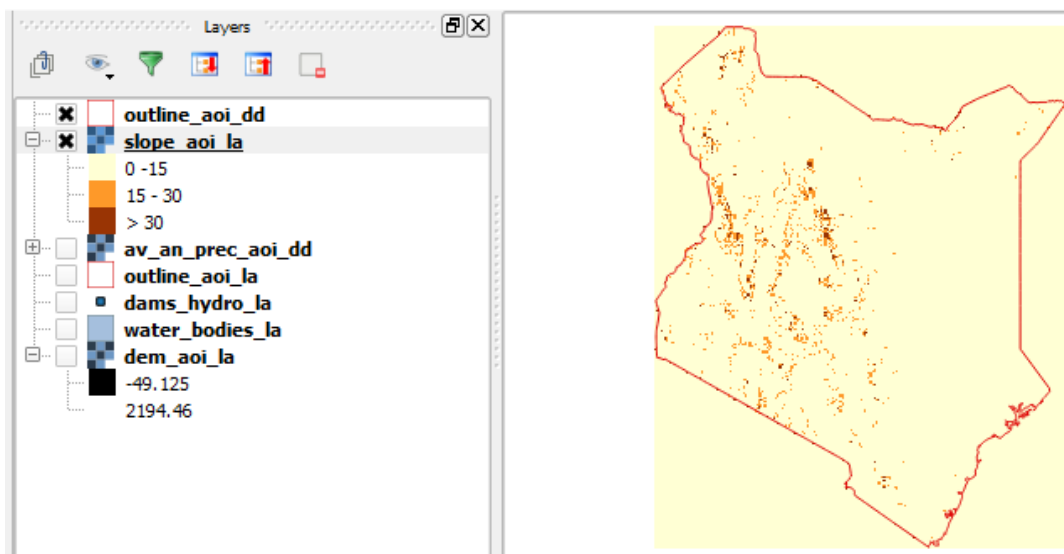 Layers
outline_aoi_dd
slope_aoi_la
0 -15
15 - 30
> 30
av_an_prec_aoi_dd
outline_aoi_la
dams_hydro_la
water_bodies_la
dem_aoi_la
-49.125
2194.46